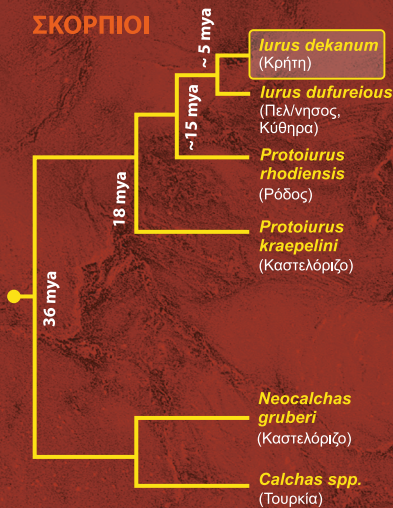 ΣΚΟΡΠΙΟΙ
~ 5 mya
Iurus dekanum
(Κρήτη)
Iurus dufureious
(Πελ/νησος,
Κύθηρα)
~15 mya
Protoiurus
rhodiensis
(Ρόδος)
18 mya
Protoiurus
kraepelini
(Καστελόριζο)
36 mya
Neocalchas
gruberi
(Καστελόριζο)
Calchas spp.
(Τουρκία)